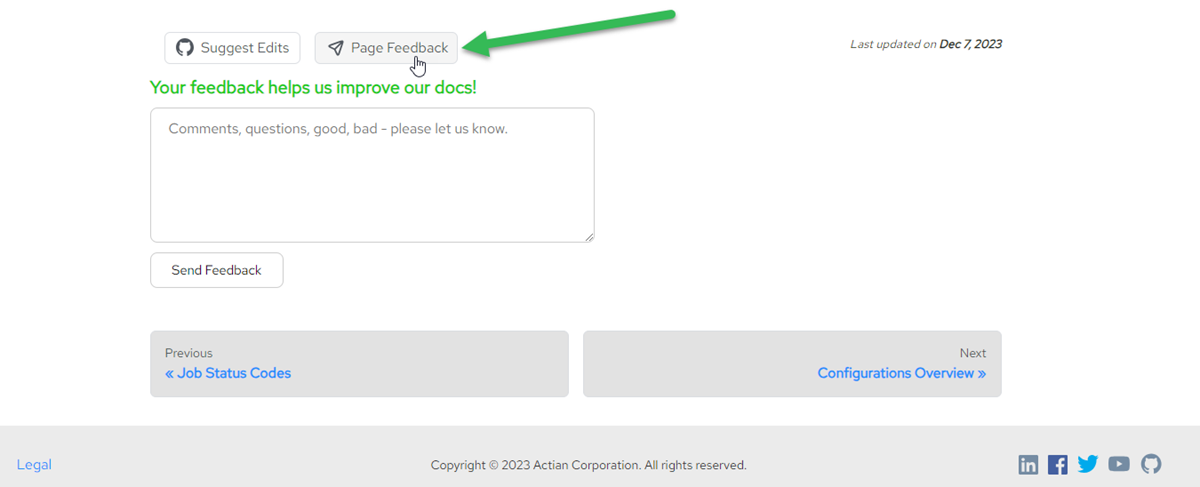 Suggest Edits
Page Feedback
Last updated on Dec 7, 2023
Your feedback helps us improve our docs!
Comments, questions, good, bad - please let us know.
Send Feedback
Previous
« Job Status Codes
Next
Configurations Overview »
Legal
Copyright © 2023 Actian Corporation. All rights reserved.